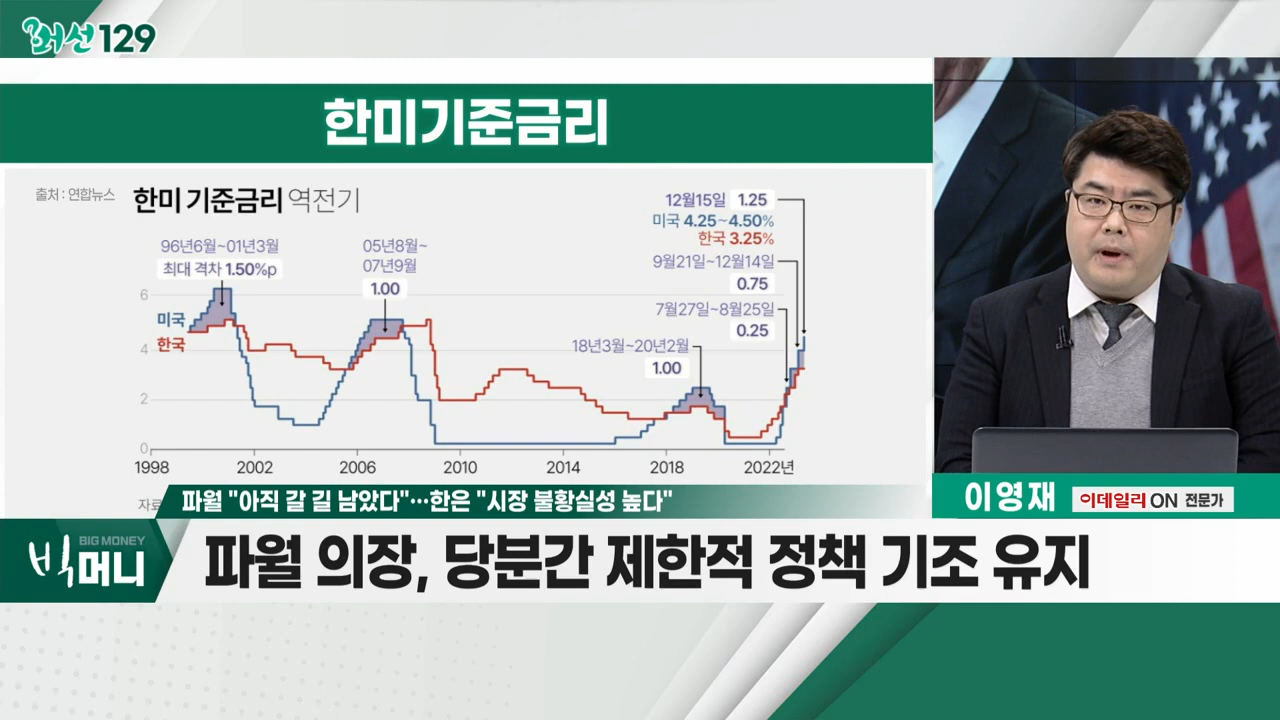 머선129
한미기준금리
출처 : 연합뉴스
한미 기준금리 역전기
96년6월~01년3월
최대 격차 1.50%p
05년8월~
07년9월
1.00
12월15일 1.25
미국 4.25~4.50%
한국 3.25%
9월21일~12월14일
0.75
7월27일~8월25일
0.25
18년3월~20년2월
1.00
6
미국
한국
4
2
0
1998 2002 2006 2010 2014 2018 2022년
자료
파월 "아직 갈 길 남았다"…한은 "시장 불황실성 높다"
이영재 이데일리ON 전문가
BIG MONEY
빅머니
파월 의장, 당분간 제한적 정책 기조 유지